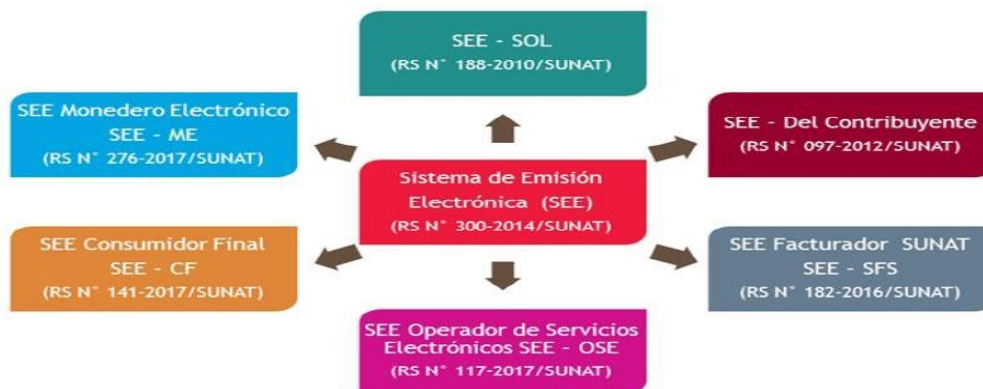 SEE - SOL
(RS N° 188-2010/SUNAT)
SEE Monedero Electrónico
SEE - ME
(RS N° 276-2017/SUNAT)
SEE - Del Contribuyente
(RS N° 097-2012/SUNAT)
Sistema de Emisión
Electrónica (SEE)
(RS N° 300-2014/SUNAT)
SEE Consumidor Final
SEE - CF
(RS N° 141-2017/SUNAT)
SEE Facturador SUNAT
SEE - SFS
(RS N° 182-2016/SUNAT)
SEE Operador de Servicios
Electrónicos SEE - OSE
(RS N° 117-2017/SUNAT)